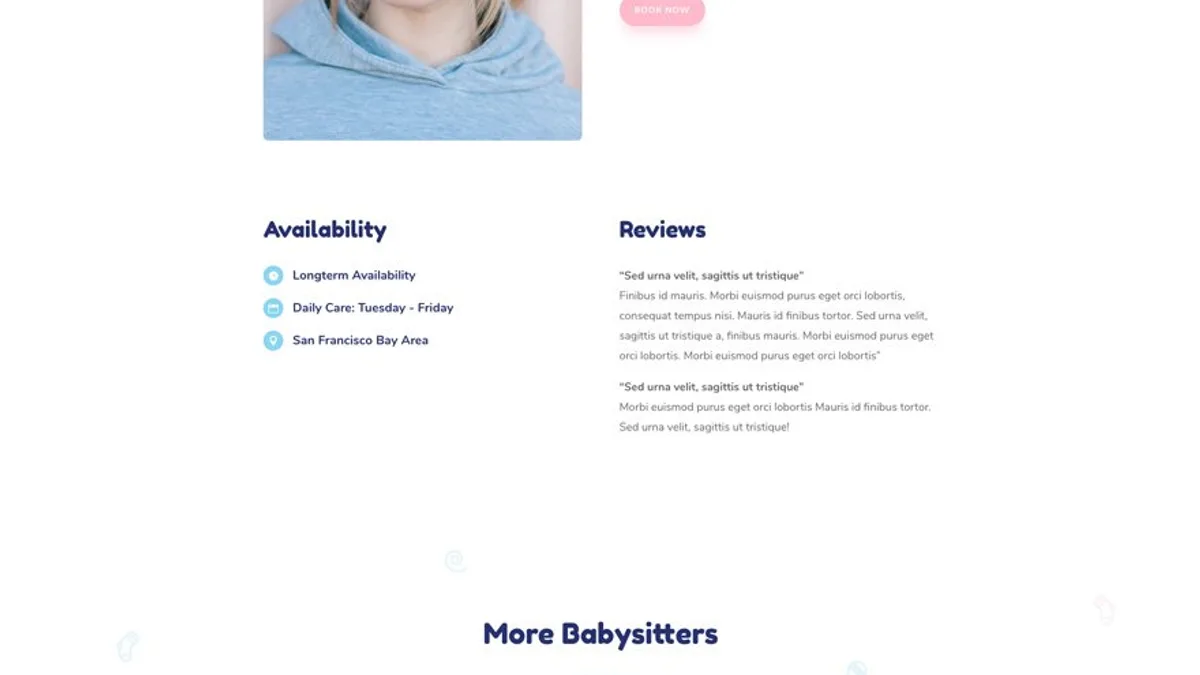 BOOK NOW
Availability
Longterm Availability
Daily Care: Tuesday - Friday
San Francisco Bay Area
Reviews
“Sed urna velit, sagittis ut tristique”
Finibus id mauris. Morbi euismod purus eget orci lobortis,
consequat tempus nisi. Mauris id finibus tortor. Sed urna velit,
sagittis ut tristique a, finibus mauris. Morbi euismod purus eget
orci lobortis. Morbi euismod purus eget orci lobortis”
“Sed urna velit, sagittis ut tristique”
Morbi euismod purus eget orci lobortis Mauris id finibus tortor.
Sed urna velit, sagittis ut tristique!
More Babysitters